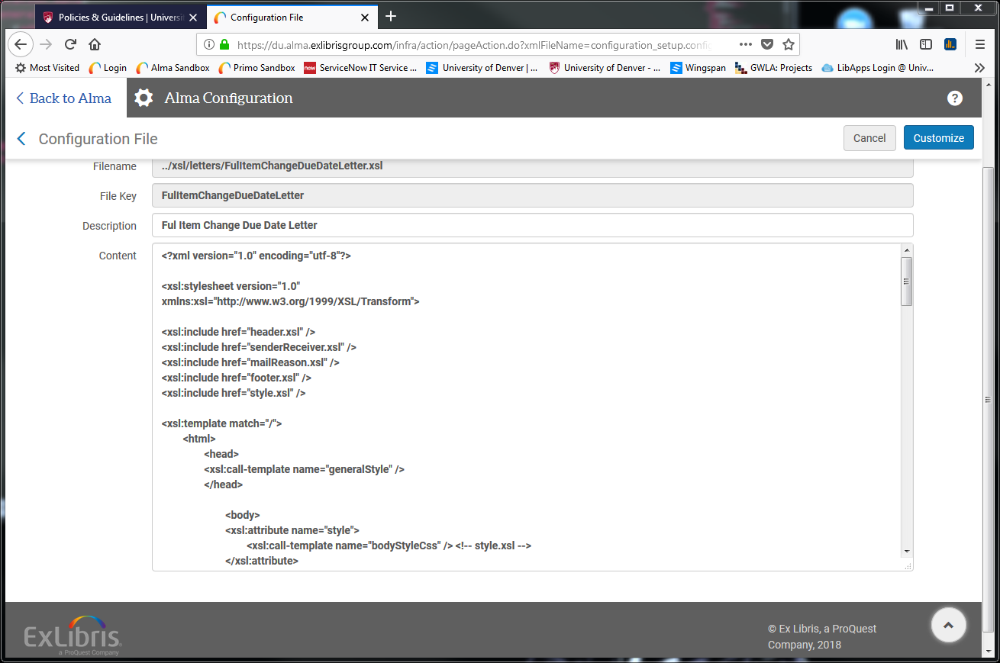 Policies & Guidelines | Universit
Configuration File
https://du.alma.exlibrisgroup.com/infra/action/pageAction.do?xmlFileName=configuration_setup.config
Most Visited Login Alma Sandbox Primo Sandbox now ServiceNow IT Service ... University of Denver | ... University of Denver - ... Wingspan GWLA: Projects LibApps Login @ Univ...
Back to Alma Alma Configuration ?
Configuration File Cancel Customize
Filename ../xsl/letters/FulItemChangeDueDateLetter.xsl
File Key FulItemChangeDueDateLetter
Description Ful Item Change Due Date Letter
Content <?xml version="1.0" encoding="utf-8"?>
<xsl:stylesheet version="1.0"
xmlns:xsl="http://www.w3.org/1999/XSL/Transform">
<xsl:include href="header.xsl" />
<xsl:include href="senderReceiver.xsl" />
<xsl:include href="mailReason.xsl" />
<xsl:include href="footer.xsl" />
<xsl:include href="style.xsl" />
<xsl:template match="/">
<html>
<head>
<xsl:call-template name="generalStyle" />
</head>
<body>
<xsl:attribute name="style">
<xsl:call-template name="bodyStyleCss" /> <!-- style.xsl -->
</xsl:attribute>
ExLibris
a ProQuest Company
© Ex Libris, a ProQuest
Company, 2018